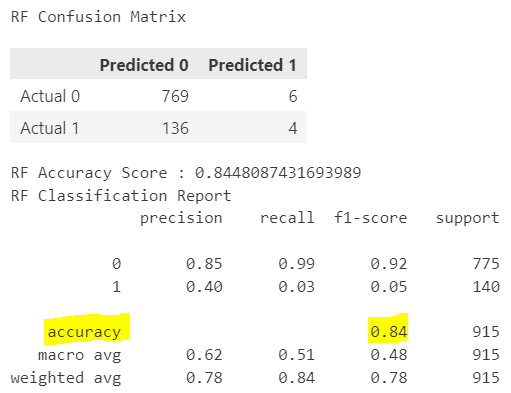 RF Confusion Matrix
Predicted 0 Predicted 1
Actual 0 769 6
Actual 1 136 4
RF Accuracy Score : 0.8448087431693989
RF Classification Report
precision recall f1-score support
0 0.85 0.99 0.92 775
1 0.40 0.03 0.05 140
accuracy 0.84 915
macro avg 0.62 0.51 0.48 915
weighted avg 0.78 0.84 0.78 915